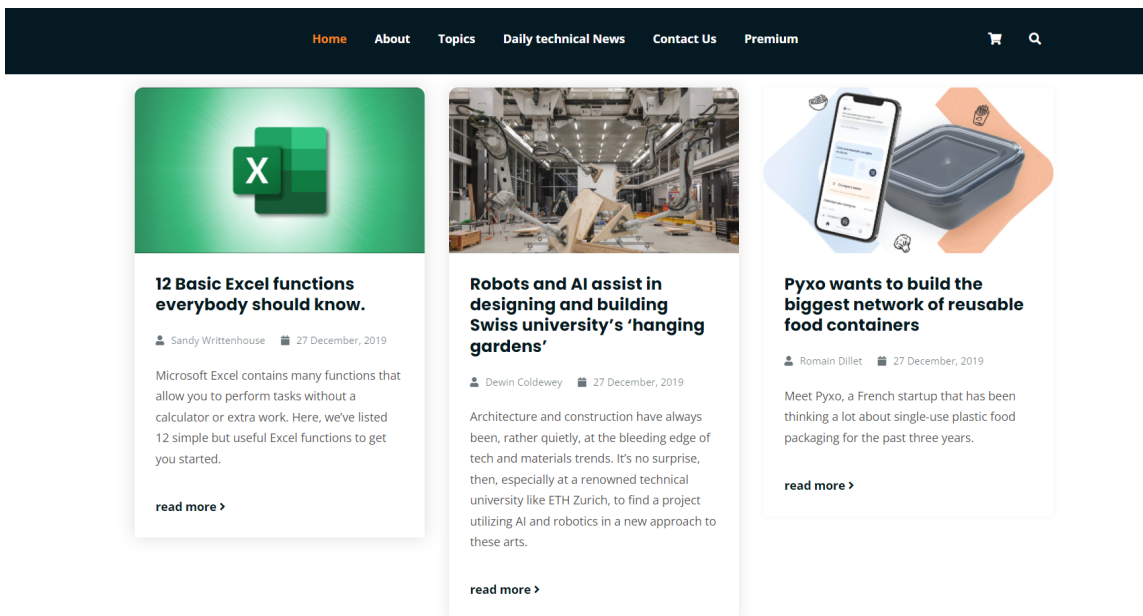 Home About Topics Daily technical News Contact Us Premium
X
12 Basic Excel functions
everybody should know.
Sandy Writtenhouse 27 December, 2019
Microsoft Excel contains many functions that
allow you to perform tasks without a
calculator or extra work. Here, we’ve listed
12 simple but useful Excel functions to get
you started.
read more
Robots and AI assist in
designing and building
Swiss university’s ‘hanging
gardens’
Dewin Coldewey 27 December, 2019
Architecture and construction have always
been, rather quietly, at the bleeding edge of
tech and materials trends. It’s no surprise,
then, especially at a renowned technical
university like ETH Zurich, to find a project
utilizing AI and robotics in a new approach to
these arts.
read more
Pyxo wants to build the
biggest network of reusable
food containers
Romain Dillet 27 December, 2019
Meet Pyxo, a French startup that has been
thinking a lot about single-use plastic food
packaging for the past three years.
read more